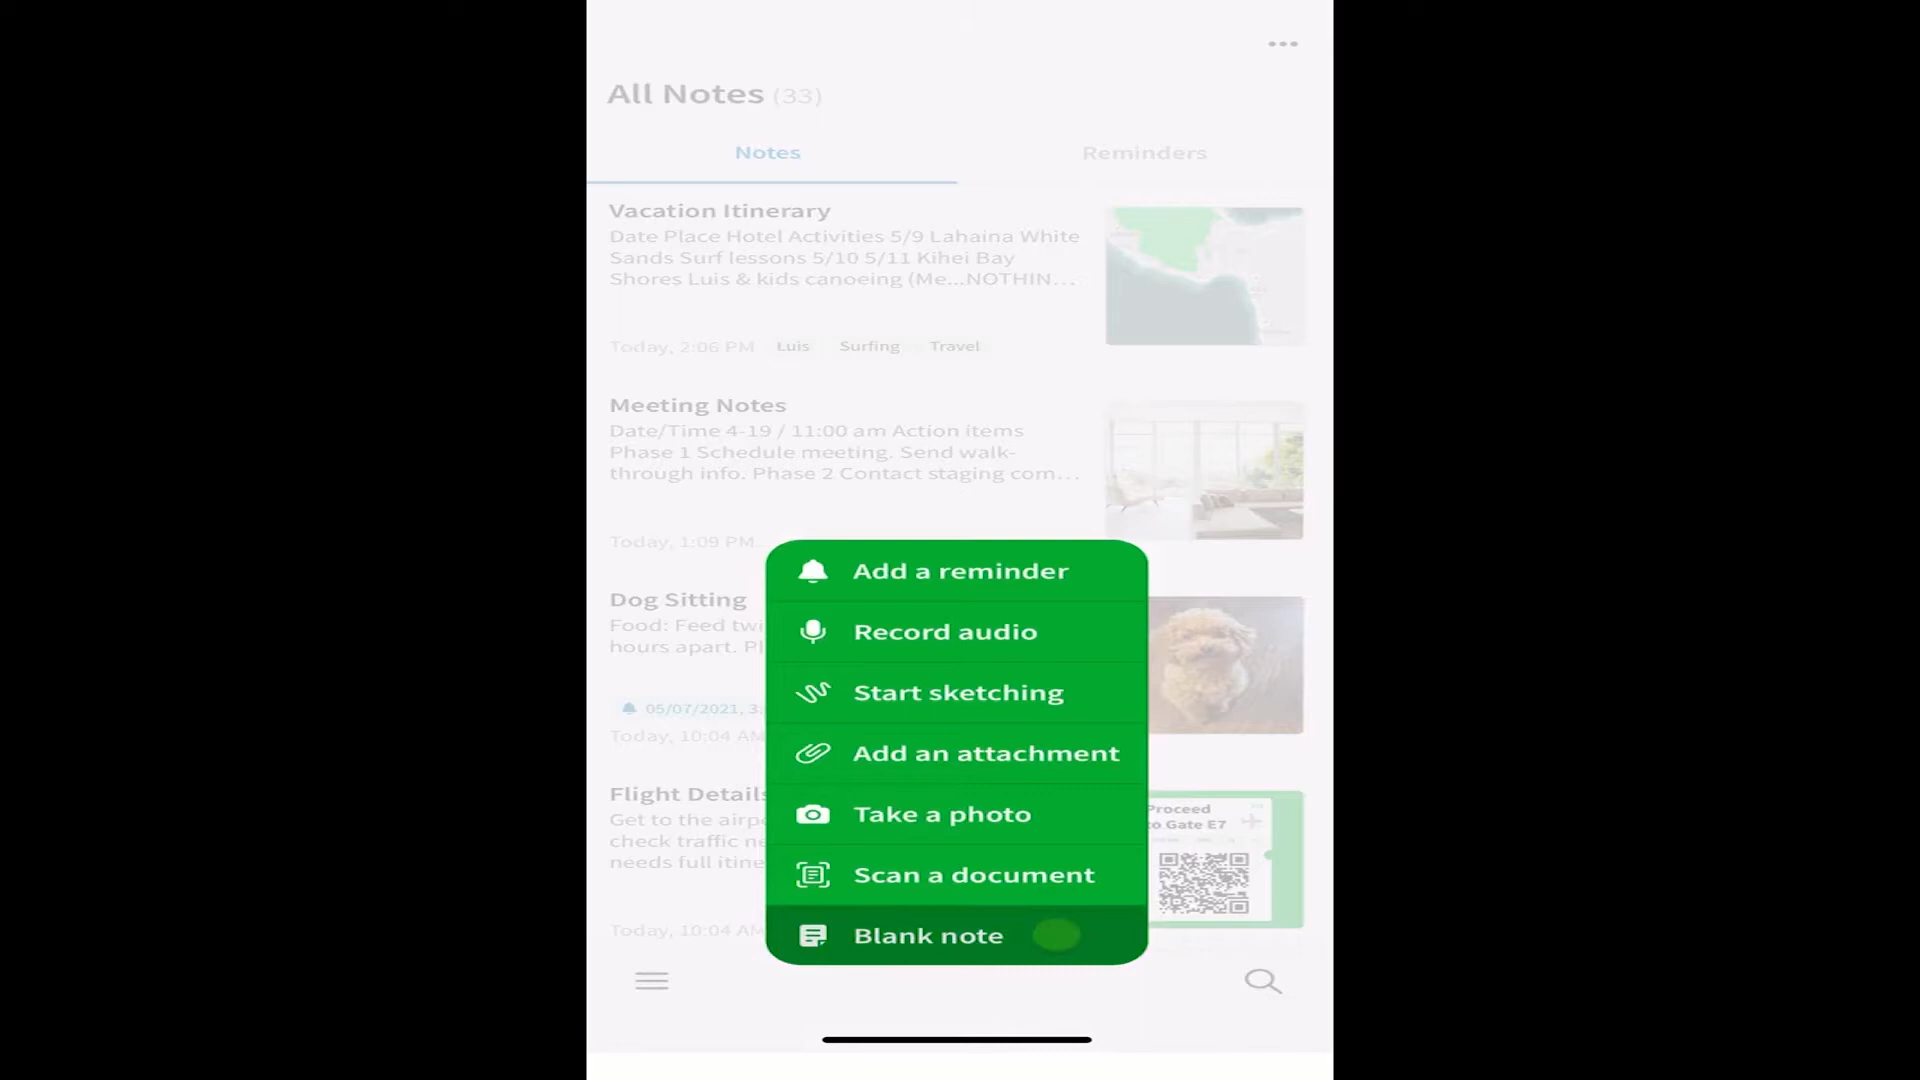 All Notes (33)
Notes
Reminders
Vacation Itinerary
Date Place Hotel Activities 5/9 Lahaina White
Sands Surf lessons 5/10 5/11 Kihei Bay
Shores Luis & kids canoeing (Me...NOTHIN...
Today, 2:06 PM Luis Surfing Travel
Meeting Notes
Date/Time 4-19 / 11:00 am Action items
Phase 1 Schedule meeting. Send walk-
through info. Phase 2 Contact staging com...
Today, 1:09 PM
Dog Sitting
Food: Feed twi
hours apart. Pl
05/07/2021, 3:
Today, 10:04 AM
Flight Details
Get to the airpo
check traffic ne
needs full itine
Today, 10:04 AM
Proceed
to Gate E7
Add a reminder
Record audio
Start sketching
Add an attachment
Take a photo
Scan a document
Blank note